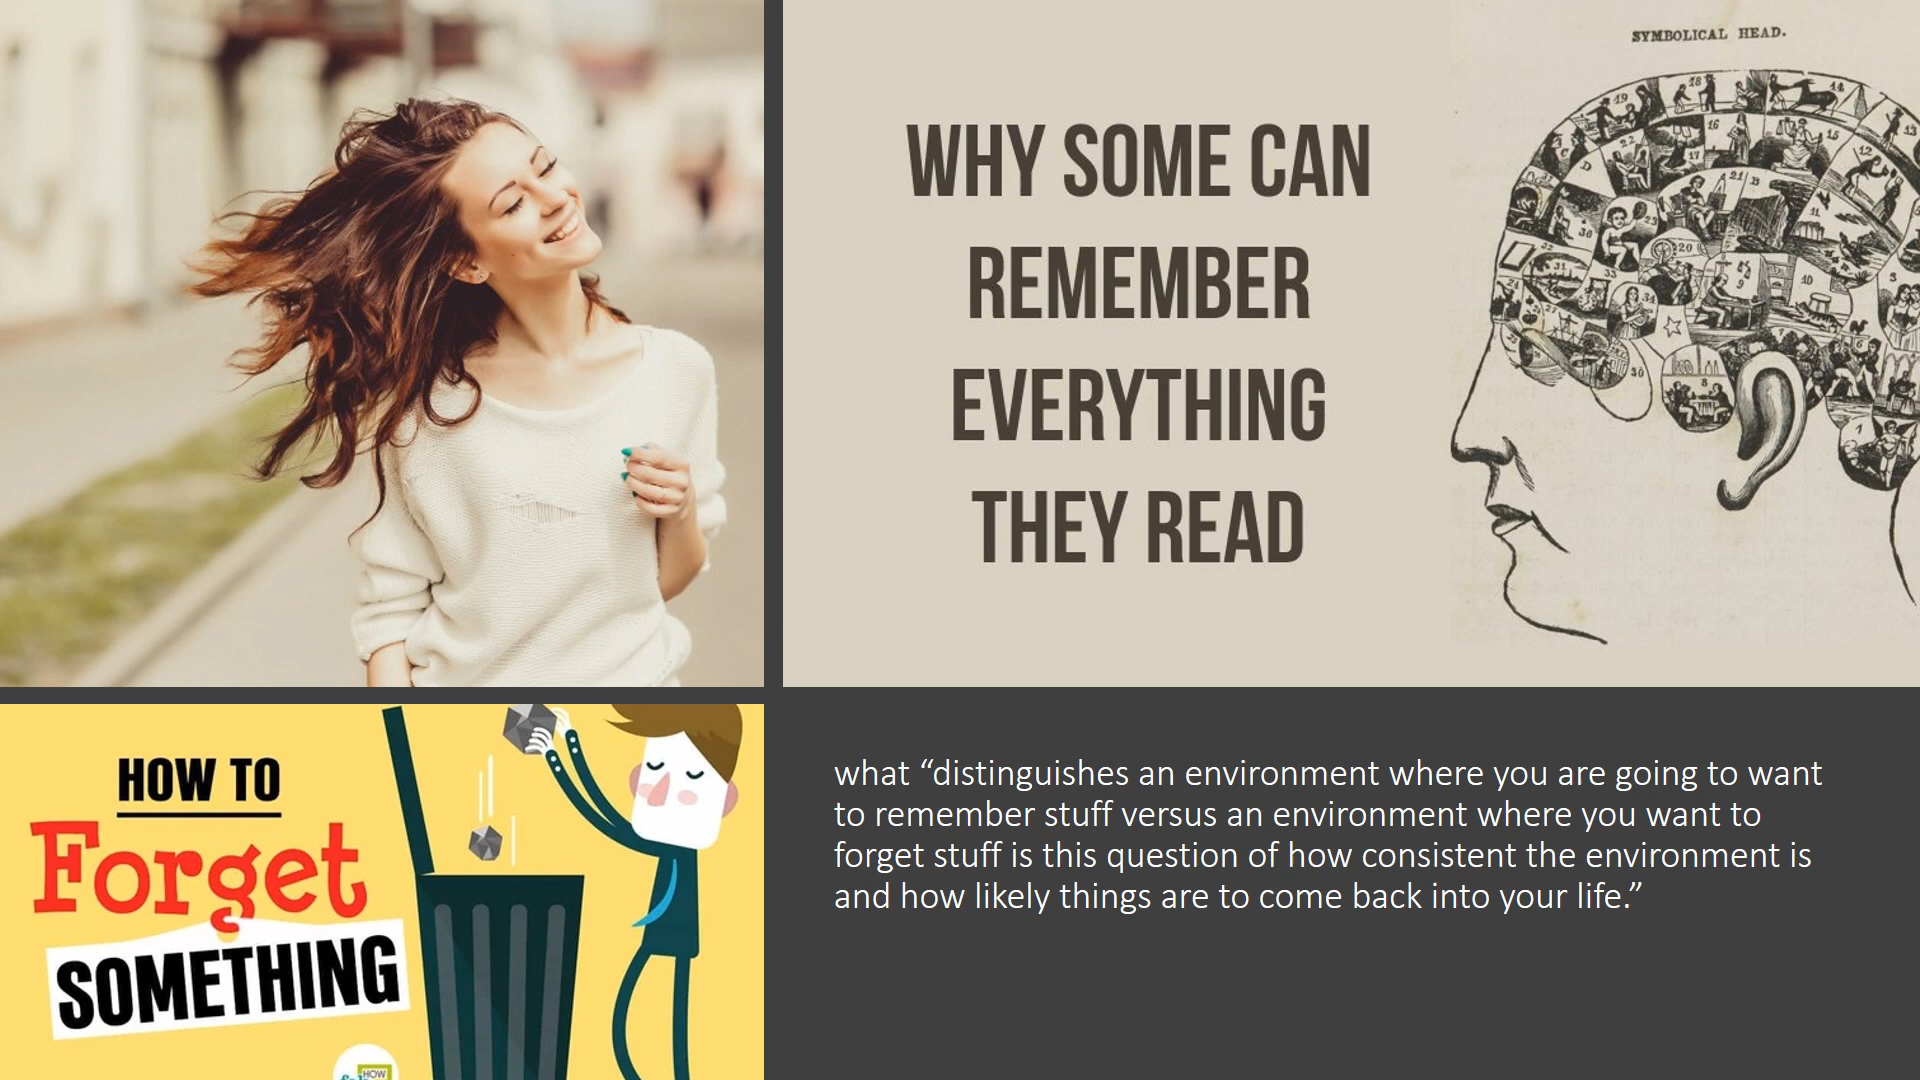 SYMBOLICAL HEAD.
WHY SOME CAN
REMEMBER
EVERYTHING
THEY READ
HOW TO
Forget
SOMETHING
HOW
what “distinguishes an environment where you are going to want
to remember stuff versus an environment where you want to
forget stuff is this question of how consistent the environment is
and how likely things are to come back into your life.”